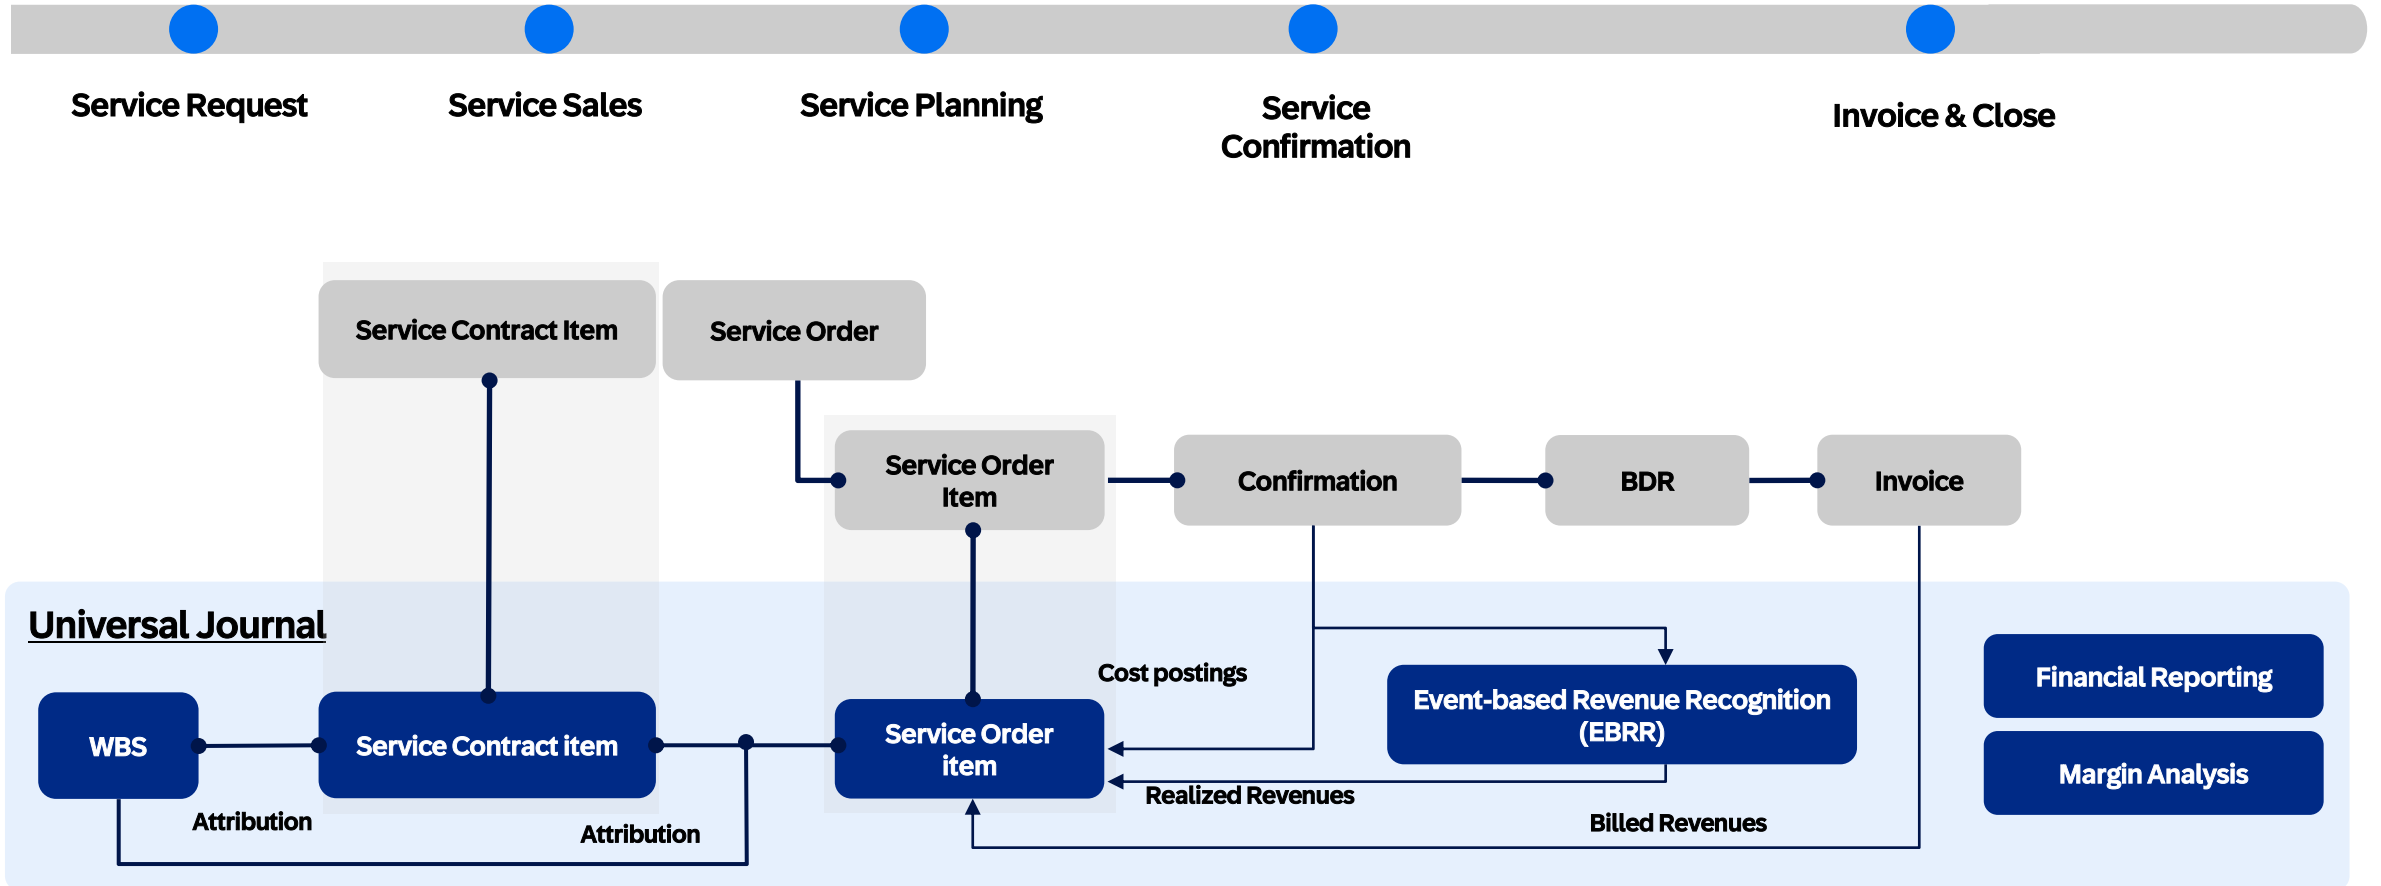 Service Request
Service Sales
Service Planning
Service
Confirmation
Invoice & Close
Service Contract Item
Service Order
Service Order
Item
Confirmation
BDR
Invoice
Universal Journal
Cost postings
Financial Reporting
Event-based Revenue Recognition
(EBRR)
WBS
Service Contract item
Service Order
item
Margin Analysis
Realized Revenues
Attribution
Attribution
Billed Revenues